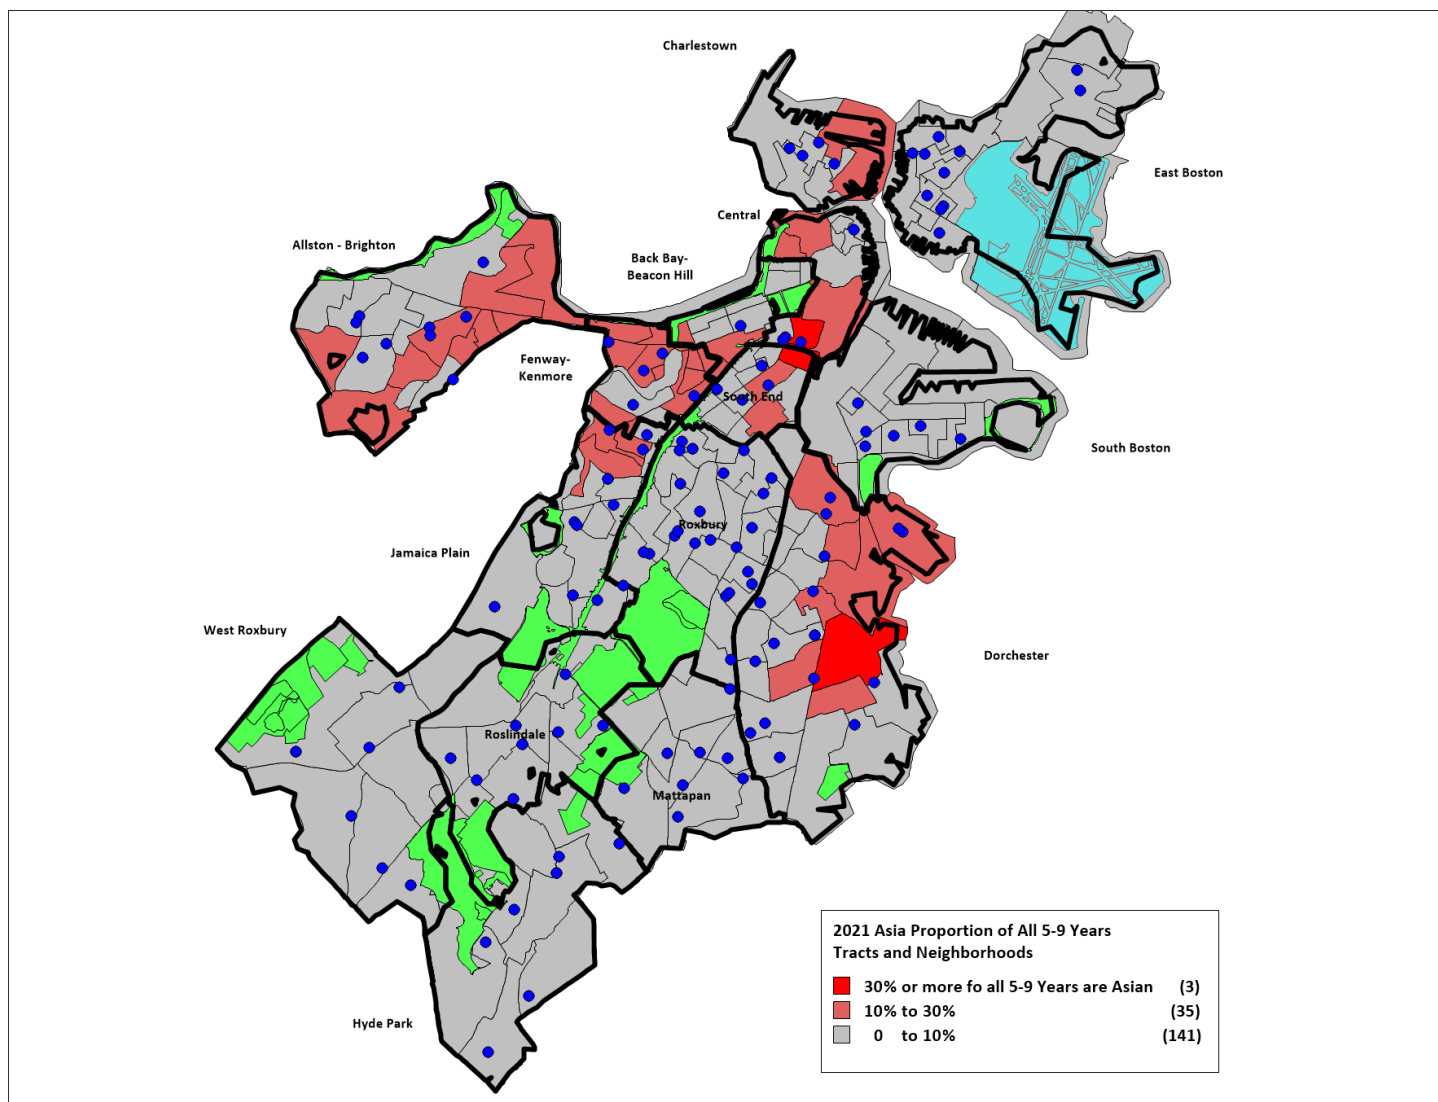 Charlestown
East Boston
Central
Allston - Brighton
Back Bay-
Beacon Hill
Fenway-
Kenmore
South End
South Boston
Roxbury
Jamaica Plain
West Roxbury
Dorchester
Roslindale
Mattapan
Hyde Park
2021 Asia Proportion of All 5-9 Years
Tracts and Neighborhoods
30% or more fo all 5-9 Years are Asian (3)
10% to 30% (35)
0 to 10% (141)